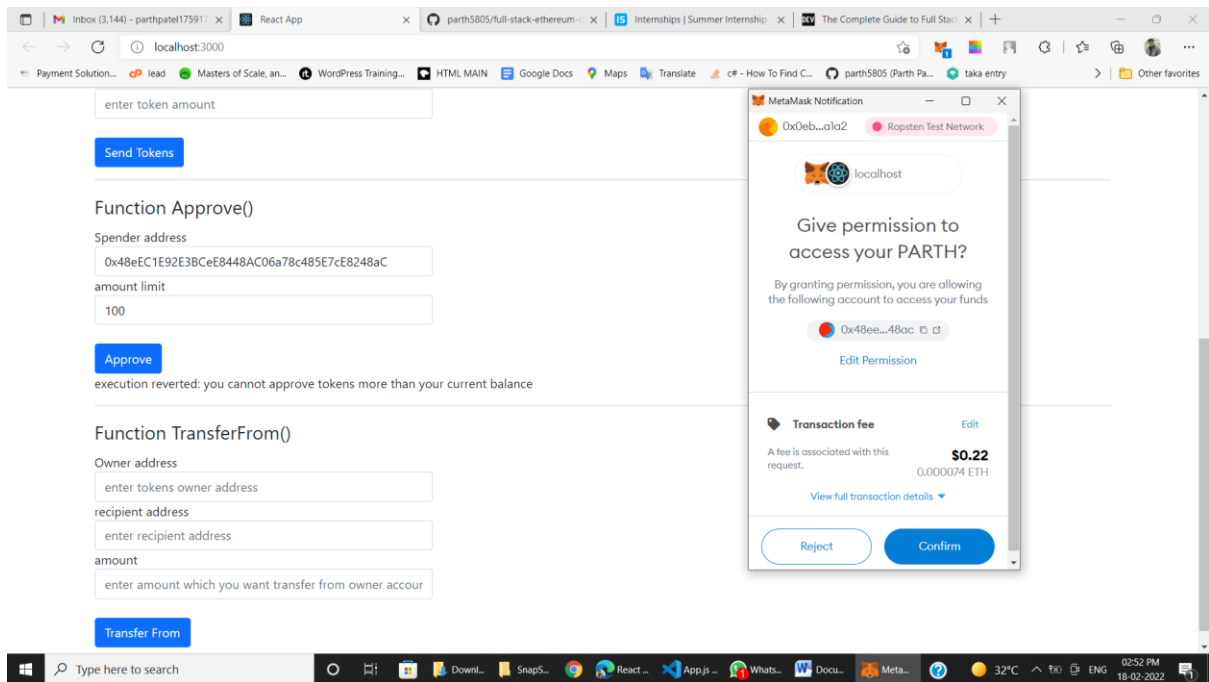 Inbox (3,144) - parthpatel17591
React App
parth5805/full-stack-ethereum-
Internships | Summer Internship
The Complete Guide to Full Stac
localhost:3000
Payment Solution...
lead
Masters of Scale, an...
WordPress Training...
HTML MAIN
Google Docs
Maps
Translate
c# - How To Find C...
parth5805 (Parth Pa...
taka entry
Other favorites
enter token amount
Send Tokens
Function Approve()
Spender address
0x48eEC1E92E3BCeE8448AC06a78c485E7cE8248aC
amount limit
100
Approve
execution reverted: you cannot approve tokens more than your current balance
Function TransferFrom()
Owner address
enter tokens owner address
recipient address
enter recipient address
amount
enter amount which you want transfer from owner accour
Transfer From
MetaMask Notification
0x0eb...a1a2
Ropsten Test Network
localhost
Give permission to
access your PARTH?
By granting permission, you are allowing
the following account to access your funds
0x48ee...48ac
Edit Permission
Transaction fee
Edit
A fee is associated with this
request.
$0.22
0.000074 ETH
View full transaction details
Reject
Confirm
Type here to search
Downl...
SnapS...
React ...
App.js ...
Whats...
Docu...
Meta...
32°C
ENG
02:52 PM
18-02-2022